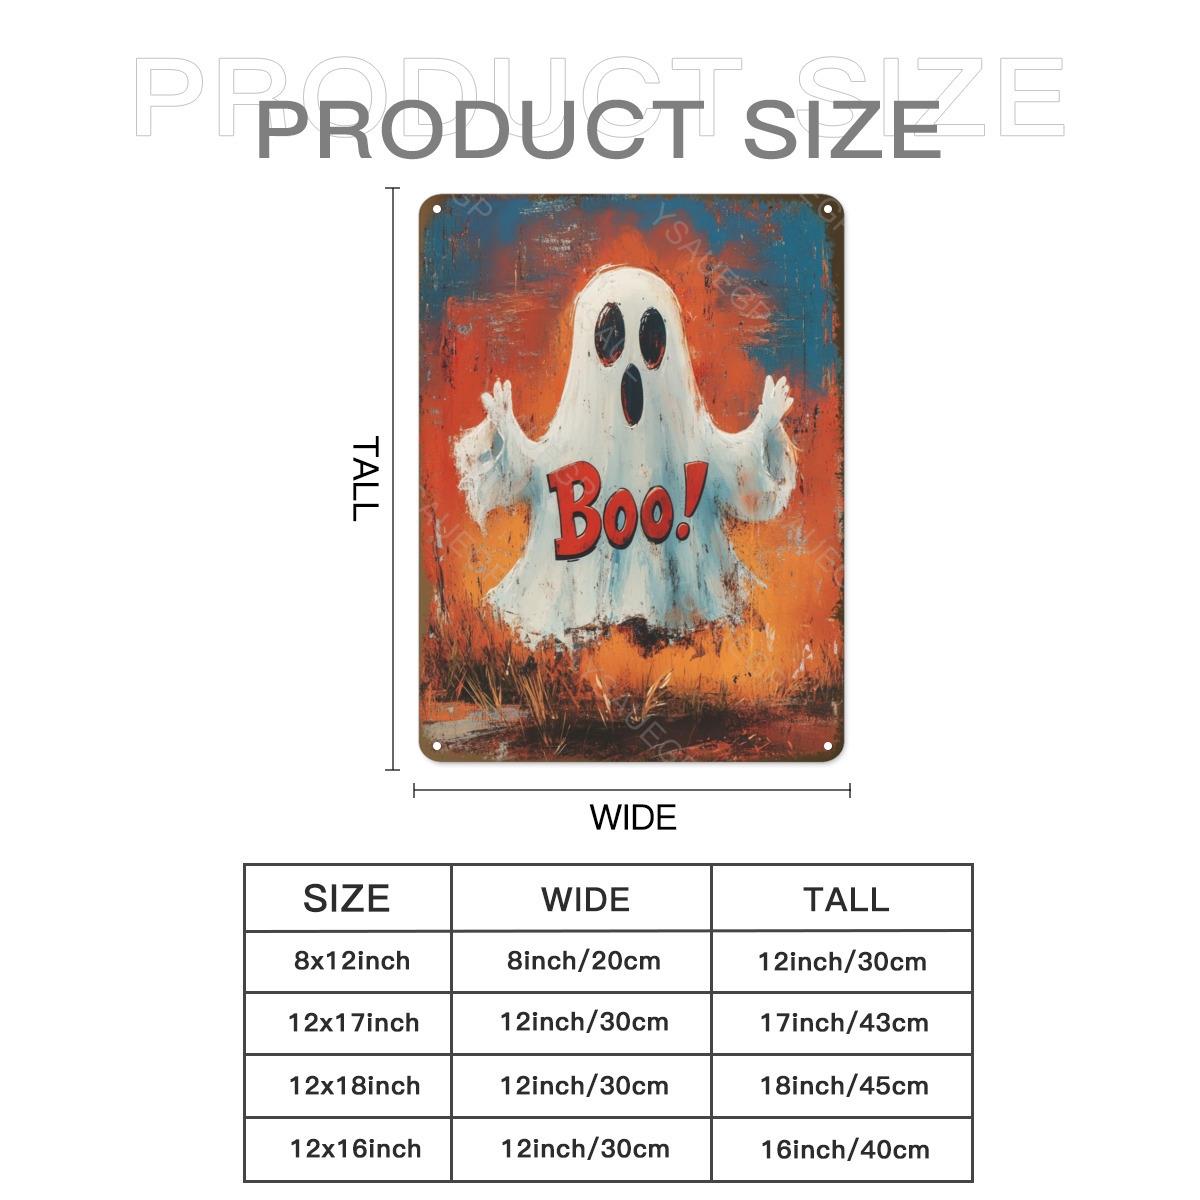 PRODUCT SIZE
PRODUCT SIZE
YSAUEGP
TALL
Boo!
WIDE
SIZE WIDE TALL
8x12inch 8inch/20cm 12inch/30cm
12x17inch 12inch/30cm 17inch/43cm
12x18inch 12inch/30cm 18inch/45cm
12x16inch 12inch/30cm 16inch/40cm